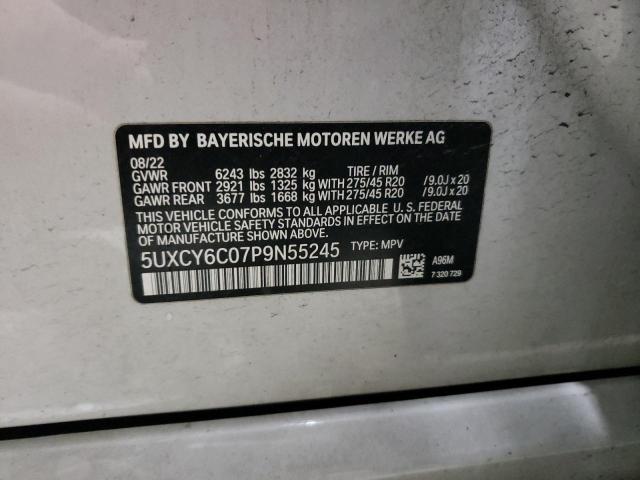 MFD BY BAYERISCHE MOTOREN WERKE AG
08/22
GVWR 6243 lbs 2832 kg TIRE / RIM
GAWR FRONT 2921 lbs 1325 kg WITH 275/45 R20 /9.0J x 20
GAWR REAR 3677 lbs 1668 kg WITH 275/45 R20 /9.0J x 20
THIS VEHICLE CONFORMS TO ALL APPLICABLE U. S. FEDERAL
MOTOR VEHICLE SAFETY STANDARDS IN EFFECT ON THE
DATE OF MANUFACTURE SHOWN ABOVE.
5UXCY6C07P9N55245 TYPE: MPV
A96M
7 320 729